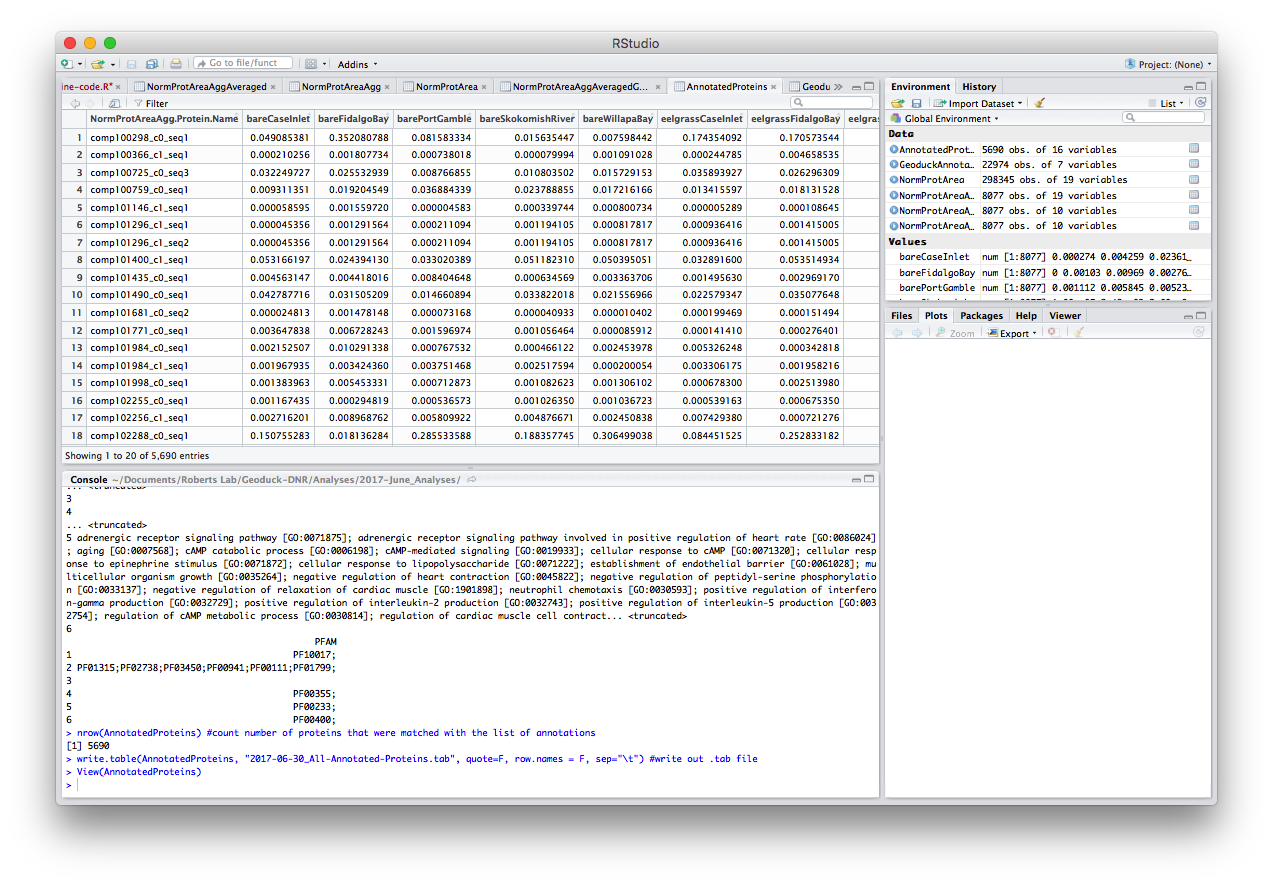 RStudio
Go to file/funct Addins Project: (None)
ine-code.R* NormProtAreaAggAveraged NormProtAreaAgg NormProtArea NormProtAreaAggAveragedG... AnnotatedProteins Geodu
Filter
NormProtAreaAgg.Protein.Name bareCaseInlet bareFidalgoBay barePortGamble bareSkokomishRiver bareWillapaBay eelgrassCaseInlet eelgrassFidalgoBay eelgras
1 comp100298_c0_seq1 0.049085381 0.352080788 0.081583334 0.015635447 0.007598442 0.174354092 0.170573544
2 comp100366_c1_seq1 0.000210256 0.001807734 0.000738018 0.000079994 0.001091028 0.000244785 0.004658535
3 comp100725_c0_seq3 0.032249727 0.025532939 0.008766855 0.010803502 0.015729153 0.035893927 0.026296309
4 comp100759_c0_seq1 0.009311351 0.019204549 0.036884339 0.023788855 0.017216166 0.013415597 0.018131528
5 comp101146_c1_seq1 0.000058595 0.001559720 0.000004583 0.000339744 0.000800734 0.000005289 0.000108645
6 comp101296_c1_seq1 0.000045356 0.001291564 0.000211094 0.001194105 0.000817817 0.000936416 0.001415005
7 comp101296_c1_seq2 0.000045356 0.001291564 0.000211094 0.001194105 0.000817817 0.000936416 0.001415005
8 comp101400_c1_seq1 0.053166197 0.024394130 0.033020389 0.051182310 0.050395051 0.032891600 0.053514934
9 comp101435_c0_seq1 0.004563147 0.004418016 0.008404648 0.000634569 0.003363706 0.001495630 0.002969170
10 comp101490_c0_seq1 0.042787716 0.031505209 0.014660894 0.033822018 0.021556966 0.022579347 0.035077648
11 comp101681_c0_seq2 0.000024813 0.001478148 0.000073168 0.000040933 0.000010402 0.000199469 0.000151494
12 comp101771_c0_seq1 0.003647838 0.006728243 0.001596974 0.001056464 0.000085912 0.000141410 0.000276401
13 comp101984_c0_seq1 0.002152507 0.010291338 0.000767532 0.000466122 0.002453978 0.005326248 0.000342818
14 comp101984_c1_seq1 0.001967935 0.003424360 0.003751468 0.002517594 0.000200054 0.003306175 0.001958216
15 comp101998_c0_seq1 0.001383963 0.005453331 0.000712873 0.001082623 0.001306102 0.000678300 0.002513980
16 comp102255_c0_seq1 0.001167435 0.000294819 0.000536573 0.001026350 0.001036723 0.000539163 0.000675350
17 comp102256_c1_seq1 0.002716201 0.008968762 0.005809922 0.004876671 0.002450838 0.007429380 0.000721276
18 comp102288_c0_seq1 0.150755283 0.018136284 0.285533588 0.188357745 0.306499038 0.084451525 0.252833182
Showing 1 to 20 of 5,690 entries
Console ~/Documents/Roberts Lab/Geoduck-DNR/Analyses/2017-June_Analyses/
... <truncated>
3
4
... <truncated>
5 adrenergic receptor signaling pathway [GO:0071875]; adrenergic receptor signaling pathway involved in positive regulation of heart rate [GO:0086024]
; aging [GO:0007568]; cAMP catabolic process [GO:0006198]; cAMP-mediated signaling [GO:0019933]; cellular response to cAMP [GO:0071320]; cellular resp
onse to epinephrine stimulus [GO:0071872]; cellular response to lipopolysaccharide [GO:0071222]; establishment of endothelial barrier [GO:0061028]; mu
lticellular organism growth [GO:0035264]; negative regulation of heart contraction [GO:0045822]; negative regulation of peptidyl-serine phosphorylatio
n [GO:0033137]; negative regulation of relaxation of cardiac muscle [GO:1901898]; neutrophil chemotaxis [GO:0030593]; positive regulation of interfero
n-gamma production [GO:0032729]; positive regulation of interleukin-2 production [GO:0032743]; positive regulation of interleukin-5 production [GO:003
2754]; regulation of cAMP metabolic process [GO:0030814]; regulation of cardiac muscle cell contract... <truncated>
6
PFAM
1 PF10017;
2 PF01315;PF02738;PF03450;PF00941;PF00111;PF01799;
3
4 PF00355;
5 PF00233;
6 PF00400;
> nrow(AnnotatedProteins) #count number of proteins that were matched with the list of annotations
[1] 5690
> write.table(AnnotatedProteins, "2017-06-30_All-Annotated-Proteins.tab", quote=F, row.names = F, sep="\t") #write out .tab file
> View(AnnotatedProteins)
>
Environment History
Import Dataset List
Global Environment
Data
AnnotatedProt… 5690 obs. of 16 variables
GeoduckAnnota… 22974 obs. of 7 variables
NormProtArea 298345 obs. of 19 variables
NormProtAreaA… 8077 obs. of 19 variables
NormProtAreaA… 8077 obs. of 10 variables
NormProtAreaA… 8077 obs. of 10 variables
Values
bareCaseInlet num [1:8077] 0.000274 0.004259 0.02361…
bareFidalgoBay num [1:8077] 0 0.00103 0.00969 0.00276…
barePortGamble num [1:8077] 0.001112 0.005845 0.00523…
Files Plots Packages Help Viewer
Zoom Export